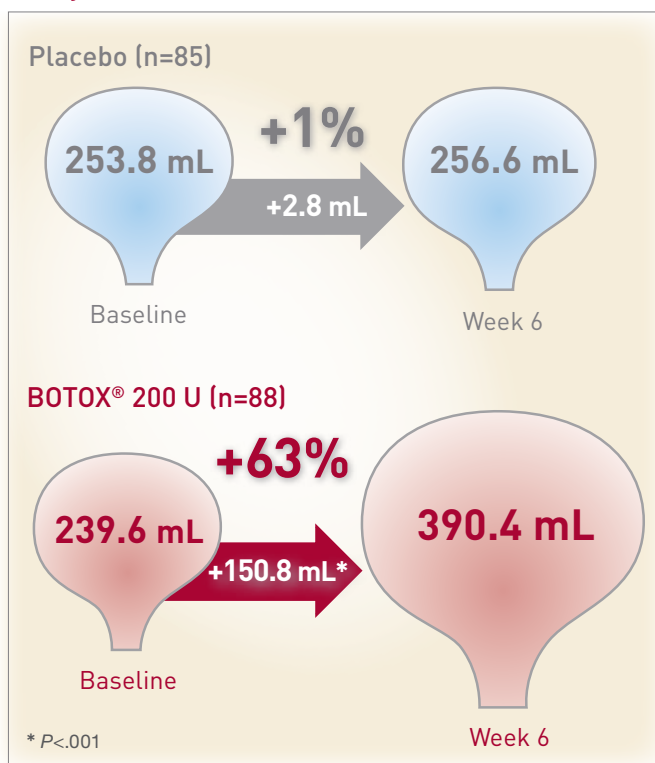 Placebo (n=85)
+1%
253.8 mL
256.6 mL
+2.8 mL
Baseline
Week 6
BOTOX® 200 U (n=88)
+63%
239.6 mL
390.4 mL
+150.8 mL*
Baseline
* P<.001
Week 6